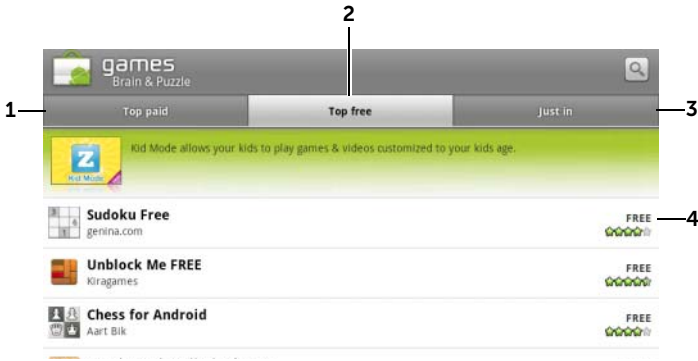 2
games
Brain & Puzzle
1
Top paid
Top free
Just in
3
Kid Mode allows your kids to play games & videos customized to your kids age.
Z
Kid Mode
Sudoku Free
FREE
4
genina.com
Unblock Me FREE
FREE
Kiragames
Chess for Android
FREE
Aart Bik